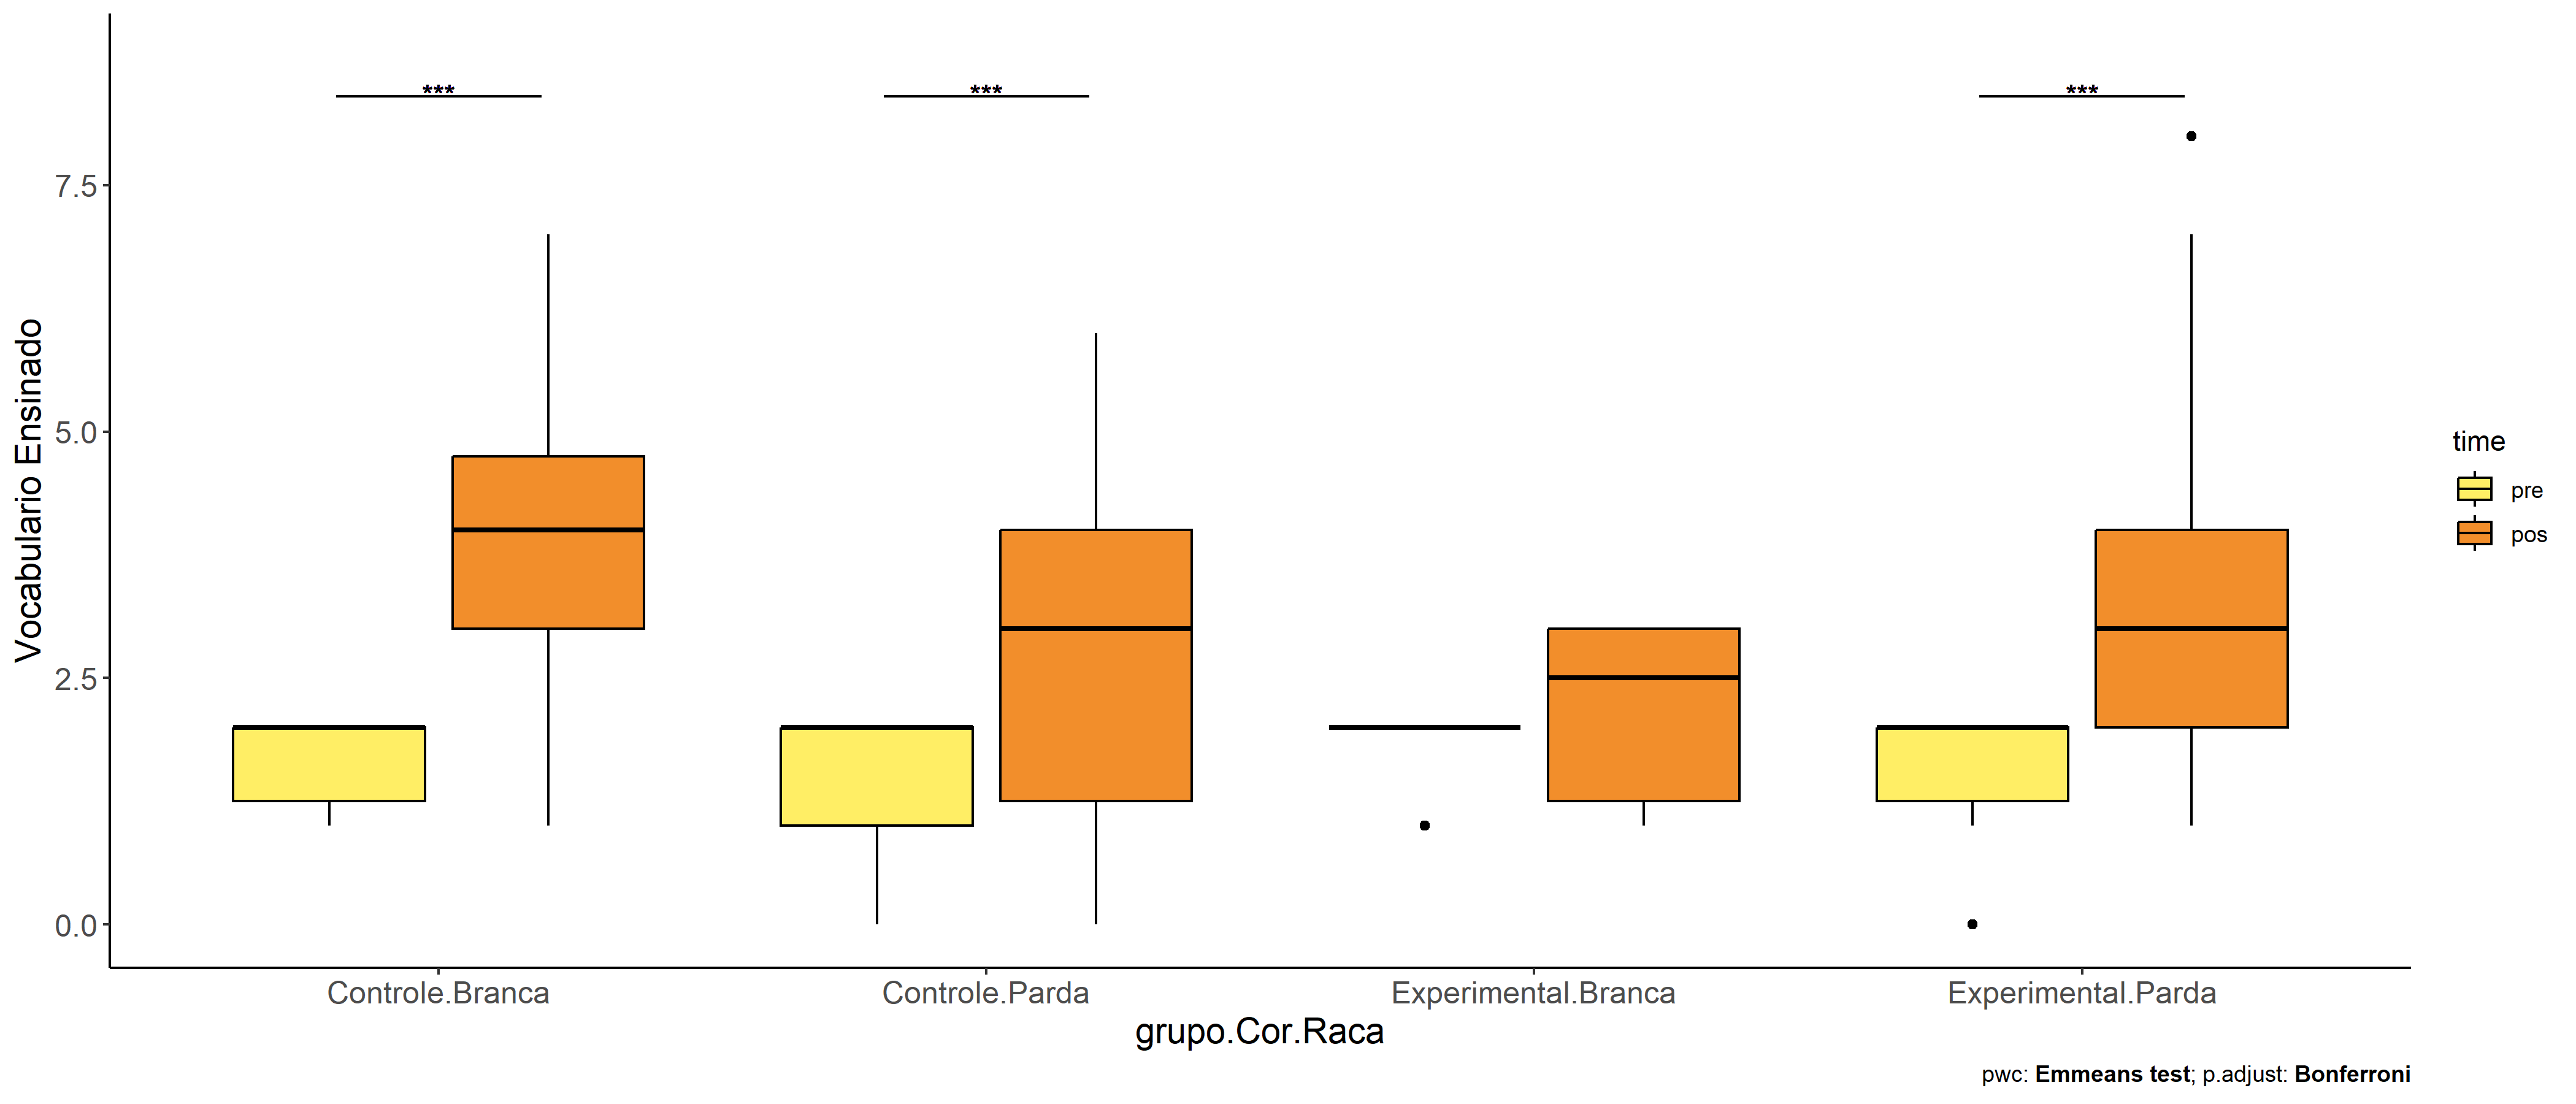 *** *** ***
Vocabulario Ensinado
7.5
5.0
2.5
0.0
Controle.Branca Controle.Parda Experimental.Branca Experimental.Parda
grupo.Cor.Raca
time
pre
pos
pwc: Emmeans test; p.adjust: Bonferroni